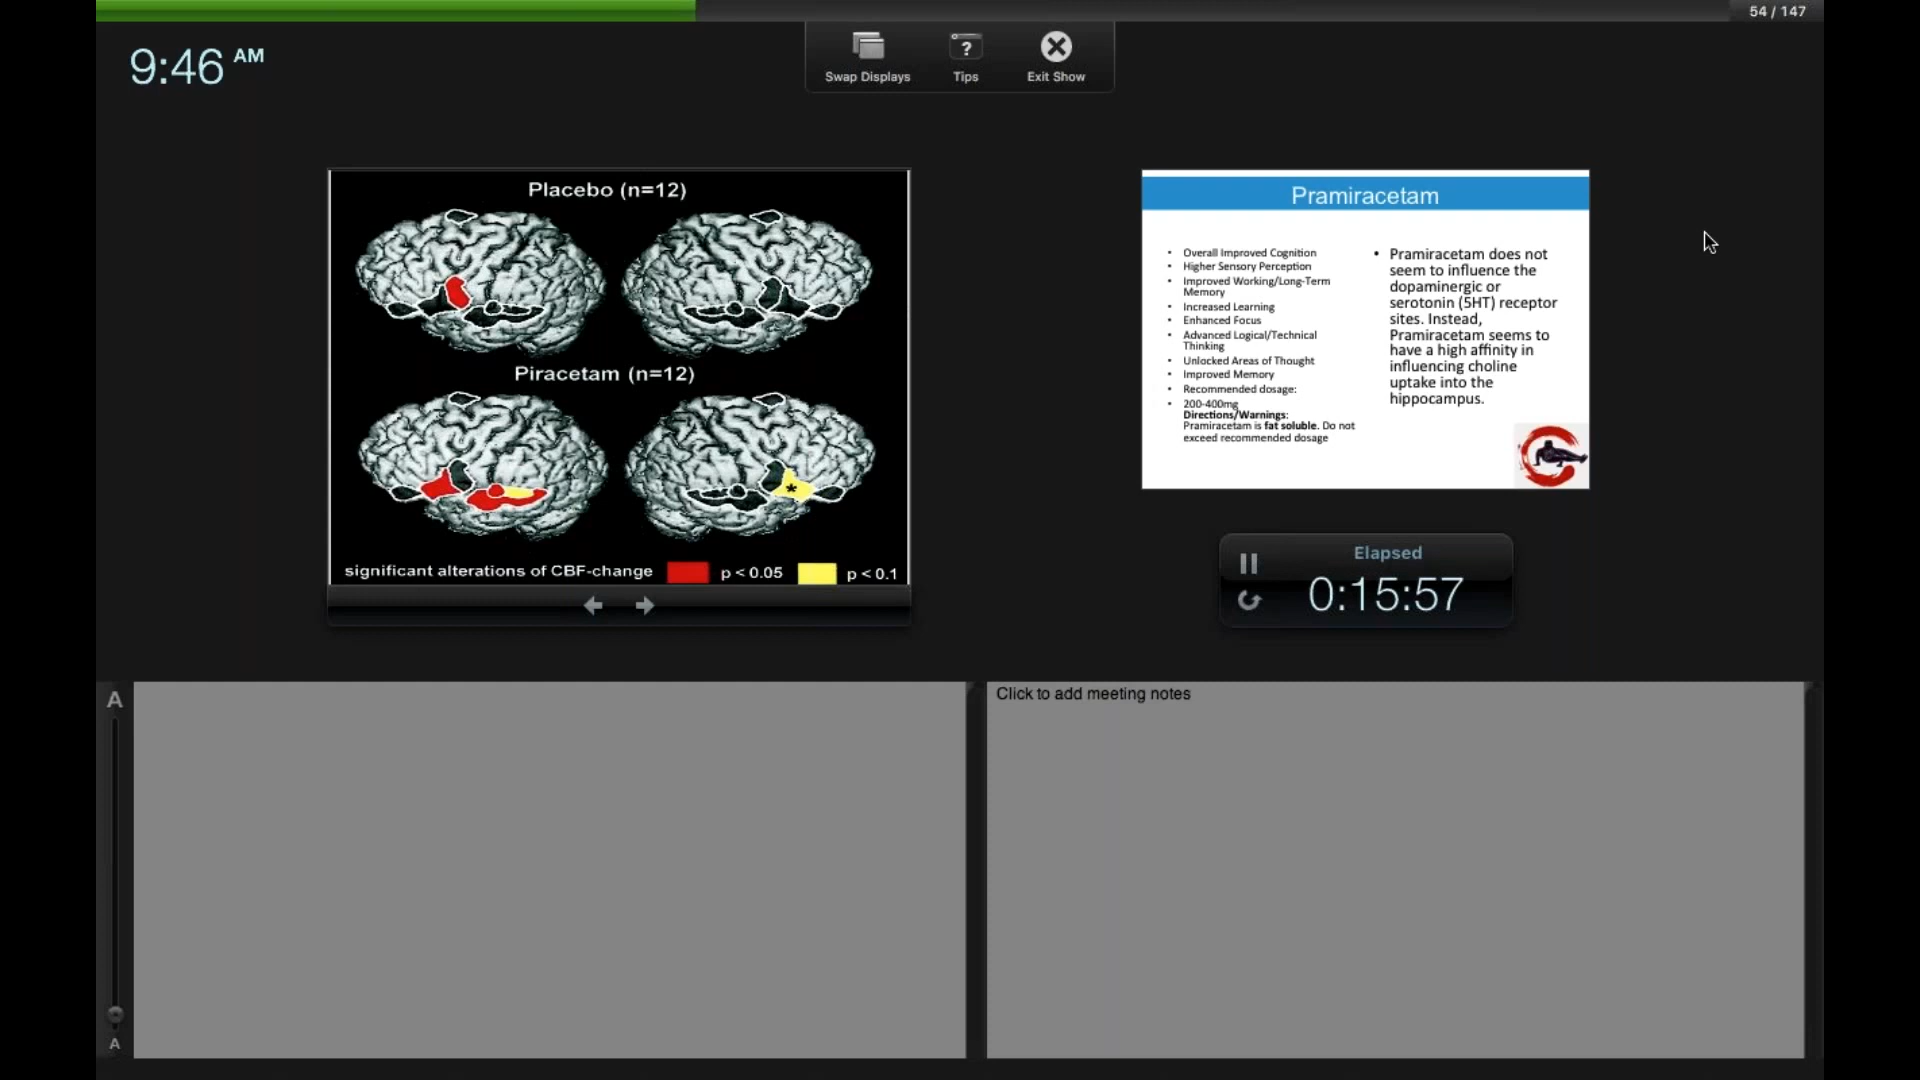 54 / 147
9:46 AM
Swap Displays
Tips
Exit Show
Placebo (n=12)
Piracetam (n=12)
*
significant alterations of CBF-change
p < 0.05
p < 0.1
Pramiracetam
• Overall Improved Cognition
• Higher Sensory Perception
• Improved Working/Long-Term
Memory
• Increased Learning
• Enhanced Focus
• Advanced Logical/Technical
Thinking
• Unlocked Areas of Thought
• Improved Memory
• Recommended dosage:
• 200-400mg
Directions/Warnings:
Pramiracetam is fat soluble. Do not
exceed recommended dosage
• Pramiracetam does not
seem to influence the
dopaminergic or
serotonin (5HT) receptor
sites. Instead,
Pramiracetam seems to
have a high affinity in
influencing choline
uptake into the
hippocampus.
Elapsed
0:15:57
A
A
Click to add meeting notes